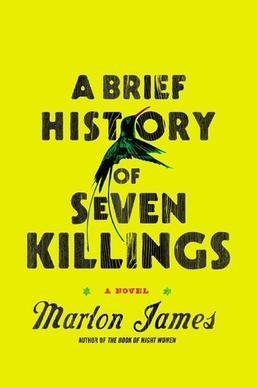 A BRIEF
HISTORY
OF
SEVEN
KILLINGS
A NOVEL
Marlon James
AUTHOR OF THE BOOK OF NIGHT WOMEN